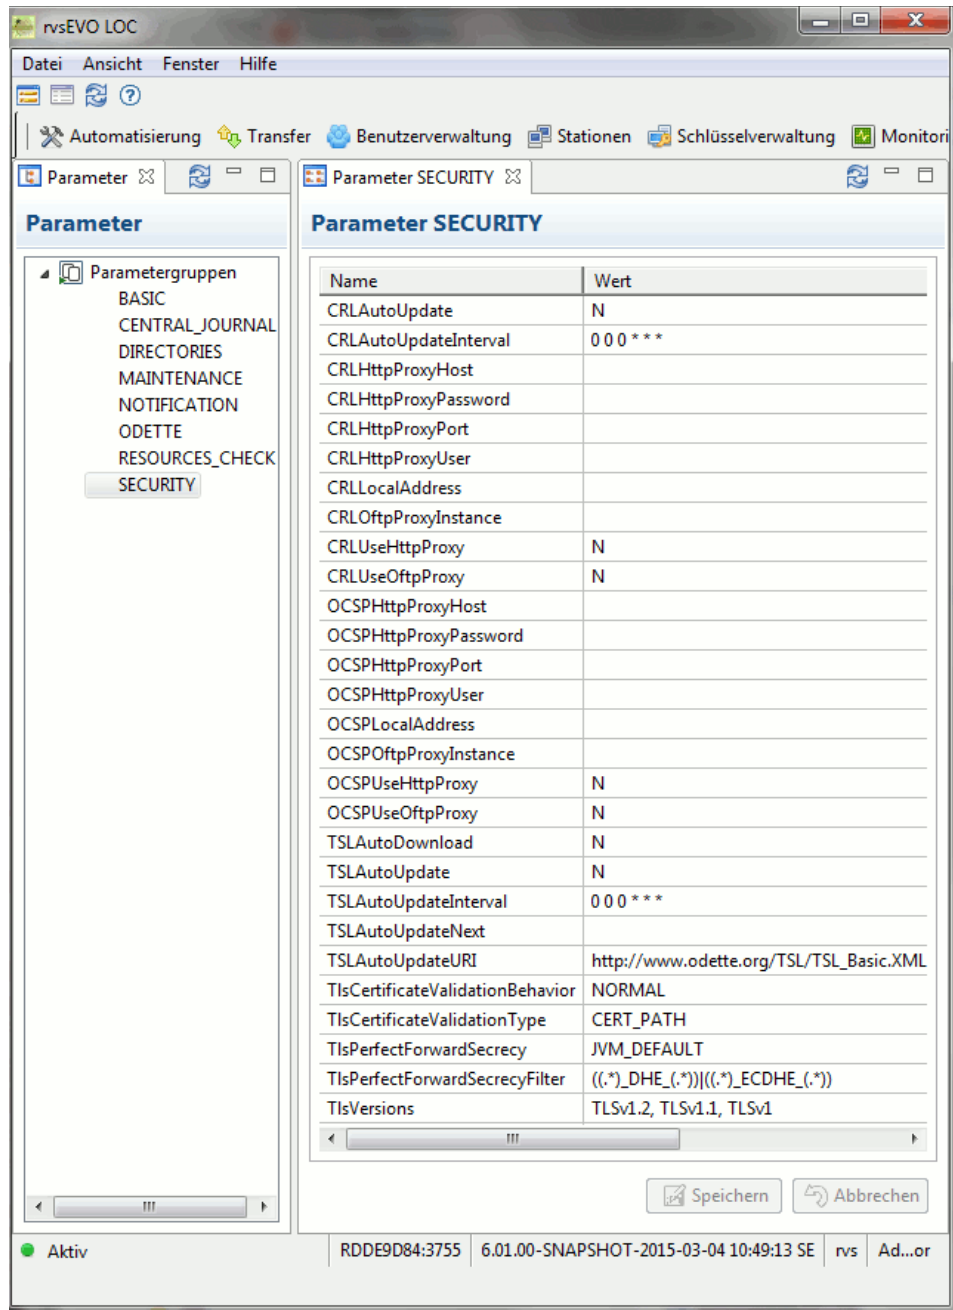 rvsEVO LOC
Datei Ansicht Fenster Hilfe
Automatisierung Transfer Benutzerverwaltung Stationen Schlüsselverwaltung Monitori
Parameter
Parameter
Parametergruppen
BASIC
CENTRAL_JOURNAL
DIRECTORIES
MAINTENANCE
NOTIFICATION
ODETTE
RESOURCES_CHECK
SECURITY
Parameter SECURITY
Parameter SECURITY
Name Wert
CRLAutoUpdate N
CRLAutoUpdateInterval 0 0 0 * * *
CRLHttpProxyHost
CRLHttpProxyPassword
CRLHttpProxyPort
CRLHttpProxyUser
CRLLocalAddress
CRLOftpProxyInstance
CRLUseHttpProxy N
CRLUseOftpProxy N
OCSPHttpProxyHost
OCSPHttpProxyPassword
OCSPHttpProxyPort
OCSPHttpProxyUser
OCSPLocalAddress
OCSPOftpProxyInstance
OCSPUseHttpProxy N
OCSPUseOftpProxy N
TSLAutoDownload N
TSLAutoUpdate N
TSLAutoUpdateInterval 0 0 0 * * *
TSLAutoUpdateNext
TSLAutoUpdateURI http://www.odette.org/TSL/TSL_Basic.XML
TlsCertificateValidationBehavior NORMAL
TlsCertificateValidationType CERT_PATH
TlsPerfectForwardSecrecy JVM_DEFAULT
TlsPerfectForwardSecrecyFilter ((.*)_DHE_(.*))|((.*)_ECDHE_(.*))
TlsVersions TLSv1.2, TLSv1.1, TLSv1
Speichern Abbrechen
Aktiv RDDE9D84:3755 6.01.00-SNAPSHOT-2015-03-04 10:49:13 SE rvs Ad...or